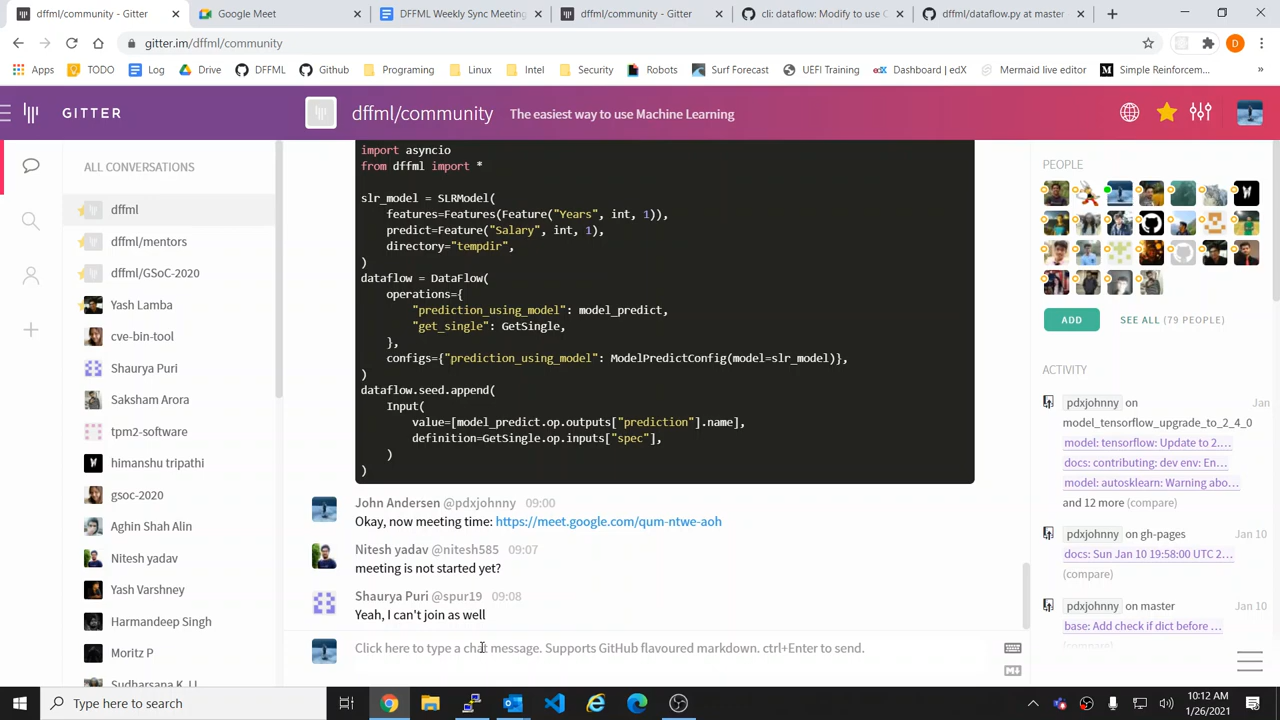 dffml/community - Gitter
Google Meet
DFFML Weekly Sync Meeting
dffml/community - Gitter
cli: dataflow: Modify to use C
dffml/dataflow.py at master
gitter.im/dffml/community
Apps
TODO
Log
Drive
DFFML
Github
Programing
Linux
Intel
Security
Robots
Surf Forecast
UEFI Training
Dashboard | edX
Mermaid live editor
Simple Reinforcem...
»
GITTER
dffml/community
The easiest way to use Machine Learning
ALL CONVERSATIONS
dffml
dffml/mentors
dffml/GSoC-2020
Yash Lamba
cve-bin-tool
Shaurya Puri
Saksham Arora
tpm2-software
himanshu tripathi
gsoc-2020
Aghin Shah Alin
Nitesh yadav
Yash Varshney
Harmandeep Singh
Moritz P
Sudharsana K J L
import asyncio
from dffml import *
slr_model = SLRModel(
features=Features(Feature("Years", int, 1)),
predict=Feature("Salary", int, 1),
directory="tempdir",
)
dataflow = DataFlow(
operations={
"prediction_using_model": model_predict,
"get_single": GetSingle,
},
configs={"prediction_using_model": ModelPredictConfig(model=slr_model)},
)
dataflow.seed.append(
Input(
value=[model_predict.op.outputs["prediction"].name],
definition=GetSingle.op.inputs["spec"],
)
)
John Andersen @pdxjohnny 09:00
Okay, now meeting time: https://meet.google.com/qum-ntwe-aoh
Nitesh yadav @nitesh585 09:07
meeting is not started yet?
Shaurya Puri @spur19 09:08
Yeah, I can't join as well
Click here to type a chat message. Supports GitHub flavoured markdown. ctrl+Enter to send.
PEOPLE
ADD
SEE ALL (79 PEOPLE)
ACTIVITY
pdxjohnny on Jan
model_tensorflow_upgrade_to_2_4_0
model: tensorflow: Update to 2....
docs: contributing: dev env: En...
model: autosklearn: Warning abo...
and 12 more (compare)
pdxjohnny on gh-pages Jan 10
docs: Sun Jan 10 19:58:00 UTC 2...
(compare)
pdxjohnny on master Jan 10
base: Add check if dict before ...
(compare)
Type here to search
10:12 AM
1/26/2021